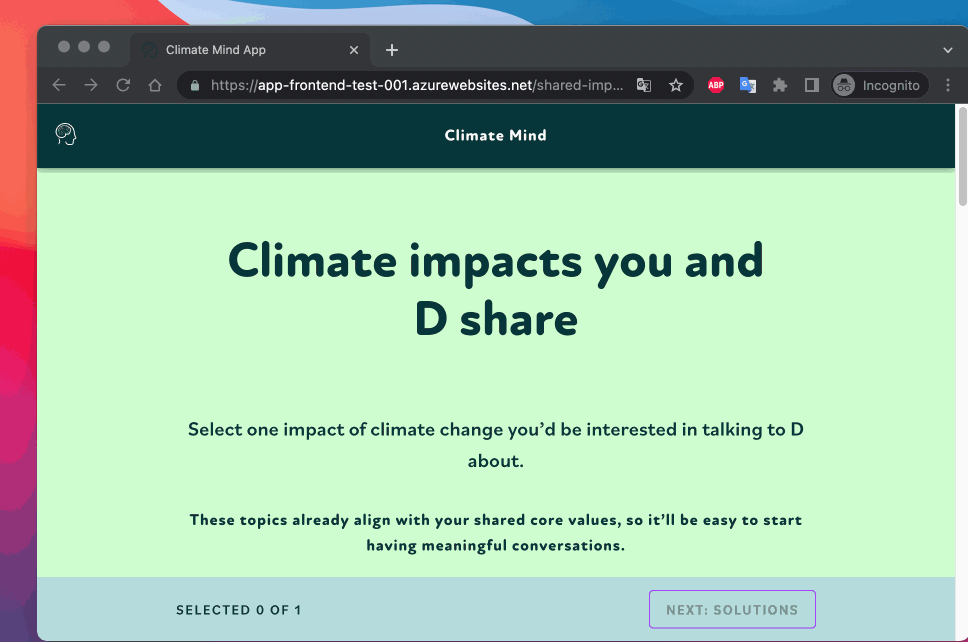 Climate Mind App
https://app-frontend-test-001.azurewebsites.net/shared-imp...
ABP
G
Incognito
Climate Mind
Climate impacts you and
D share
Select one impact of climate change you’d be interested in talking to D
about.
These topics already align with your shared core values, so it’ll be easy to start
having meaningful conversations.
SELECTED 0 OF 1
NEXT: SOLUTIONS